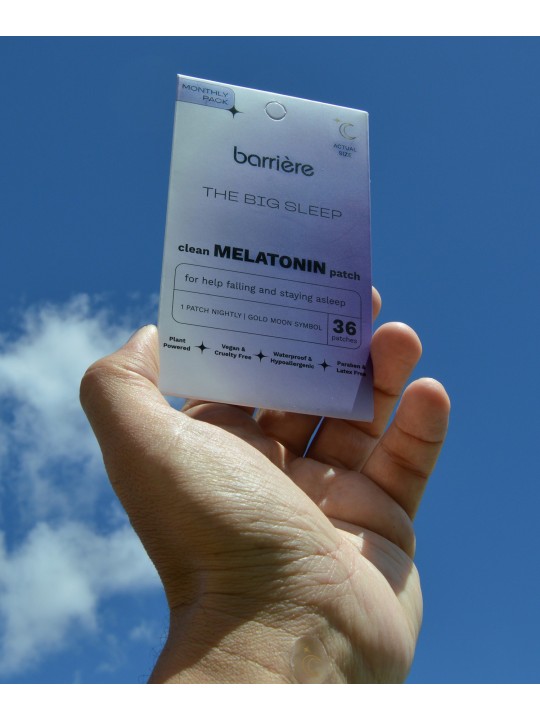 MONTHLY
PACK
ACTUAL
SIZE
barrière
THE BIG SLEEP
clean MELATONIN patch
for help falling and staying asleep
1 PATCH NIGHTLY | GOLD MOON SYMBOL
36
patches
Plant
Powered
Vegan &
Cruelty Free
Waterproof &
Hypoallergenic
Paraben &
Latex Free